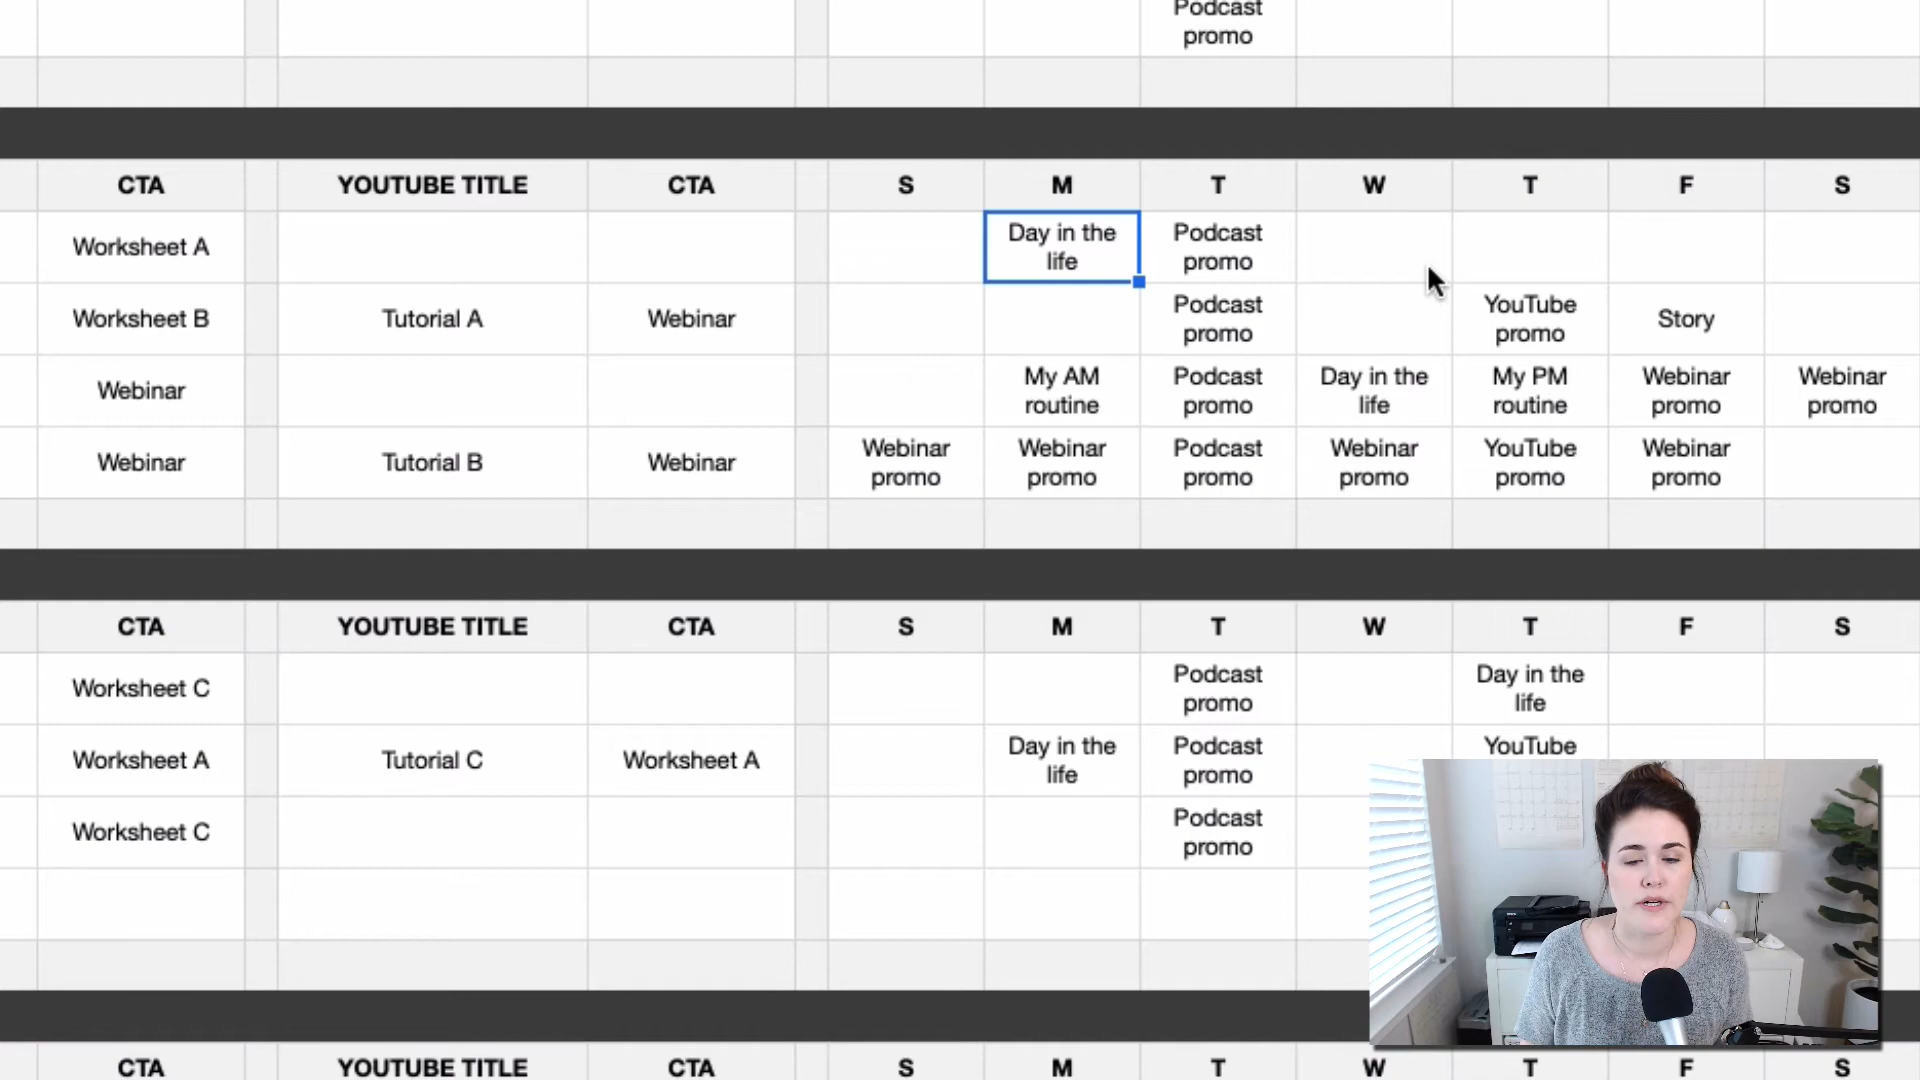 Podcast
promo
CTA YOUTUBE TITLE CTA S M T W T F S
Worksheet A Day in the life Podcast promo
Worksheet B Tutorial A Webinar Podcast promo YouTube promo Story
Webinar My AM routine Podcast promo Day in the life My PM routine Webinar promo Webinar promo
Webinar Tutorial B Webinar Webinar promo Webinar promo Podcast promo Webinar promo YouTube promo Webinar promo
CTA YOUTUBE TITLE CTA S M T W T F S
Worksheet C Podcast promo Day in the life
Worksheet A Tutorial C Worksheet A Day in the life Podcast promo YouTube
Worksheet C Podcast promo
CTA YOUTUBE TITLE CTA S M T W T F S